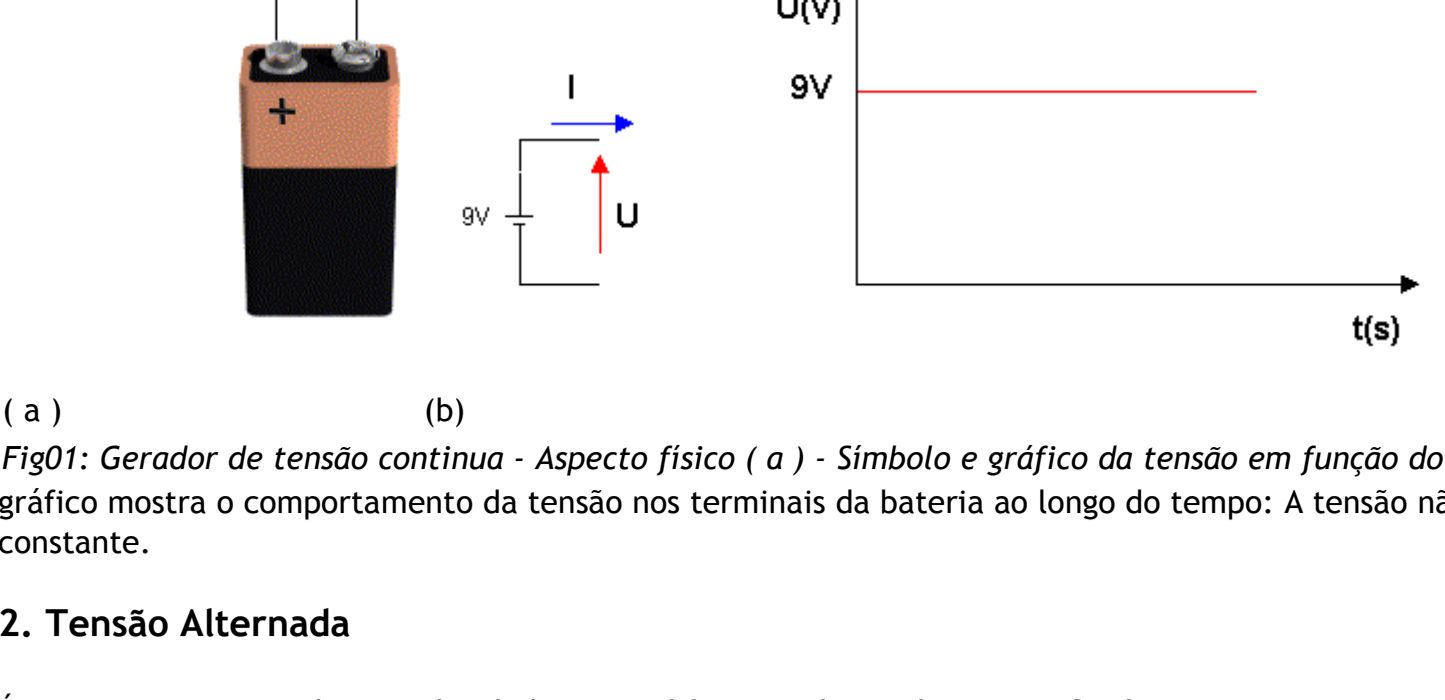 U(V)
9V
+
I
9V
U
t(s)
( a ) (b)
Fig01: Gerador de tensão continua - Aspecto físico ( a ) - Símbolo e gráfico da tensão em função do
gráfico mostra o comportamento da tensão nos terminais da bateria ao longo do tempo: A tensão
constante.
2. Tensão Alternada